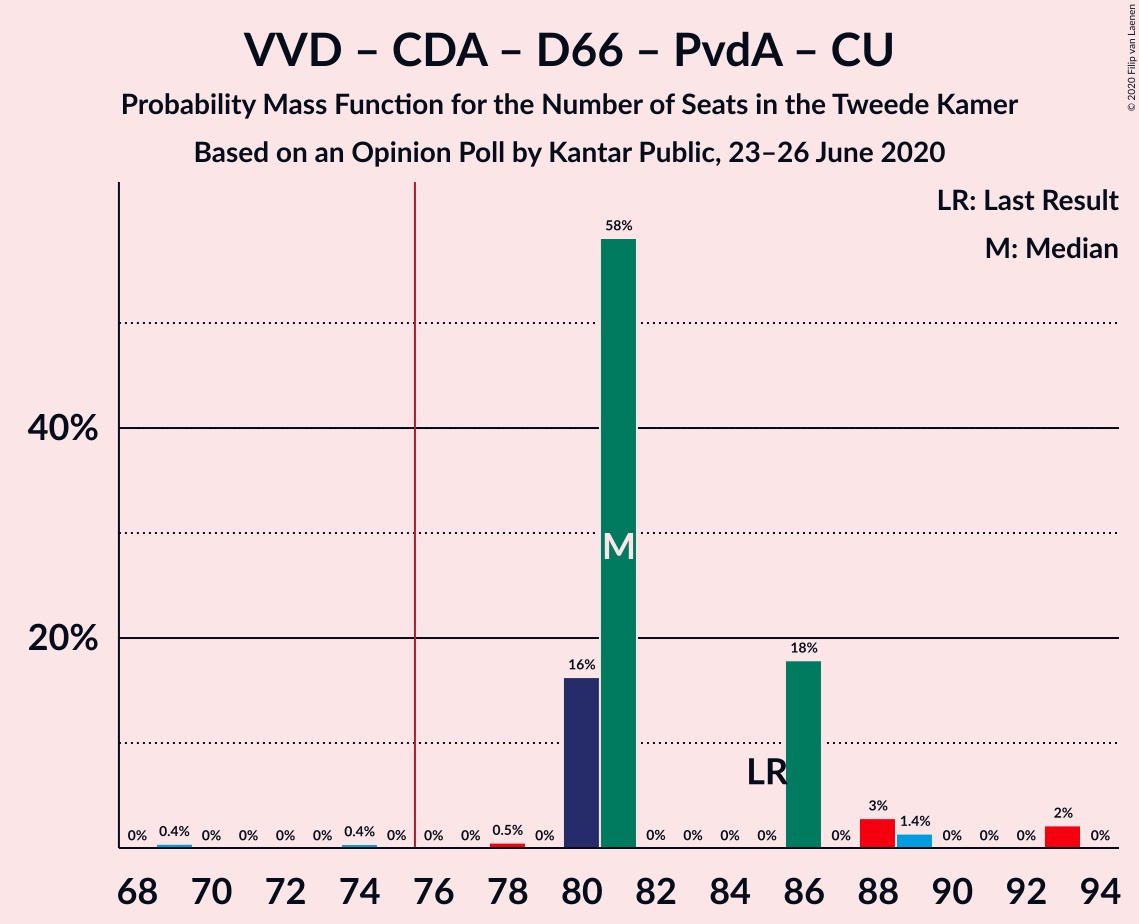 VVD – CDA – D66 – PvdA – CU
Probability Mass Function for the Number of Seats in the Tweede Kamer
Based on an Opinion Poll by Kantar Public, 23–26 June 2020
© 2020 Filip van Laenen
LR: Last Result
M: Median
58%
40%
M
20%
18%
16%
LR
3%
2%
1.4%
0% 0.4% 0% 0% 0% 0% 0.4% 0% 0% 0% 0.5% 0% 0% 0% 0% 0% 0% 0% 0% 0% 0%
68 70 72 74 76 78 80 82 84 86 88 90 92 94